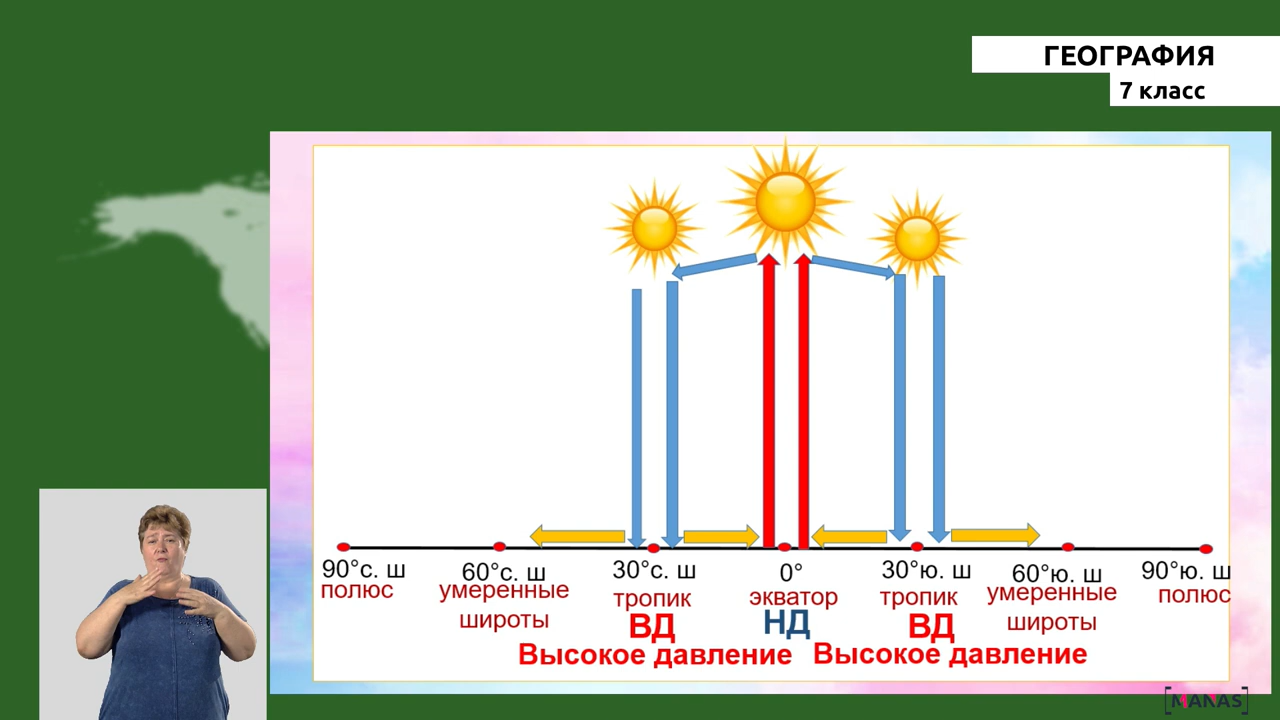 ГЕОГРАФИЯ
7 класс
90°с. ш 60°с. ш 30°с. ш 0° 30°ю. ш 60°ю. ш 90°ю. ш
полюс умеренные тропик экватор тропик умеренные полюс
широты широты
ВД НД ВД
Высокое давление Высокое давление
[MANAS]